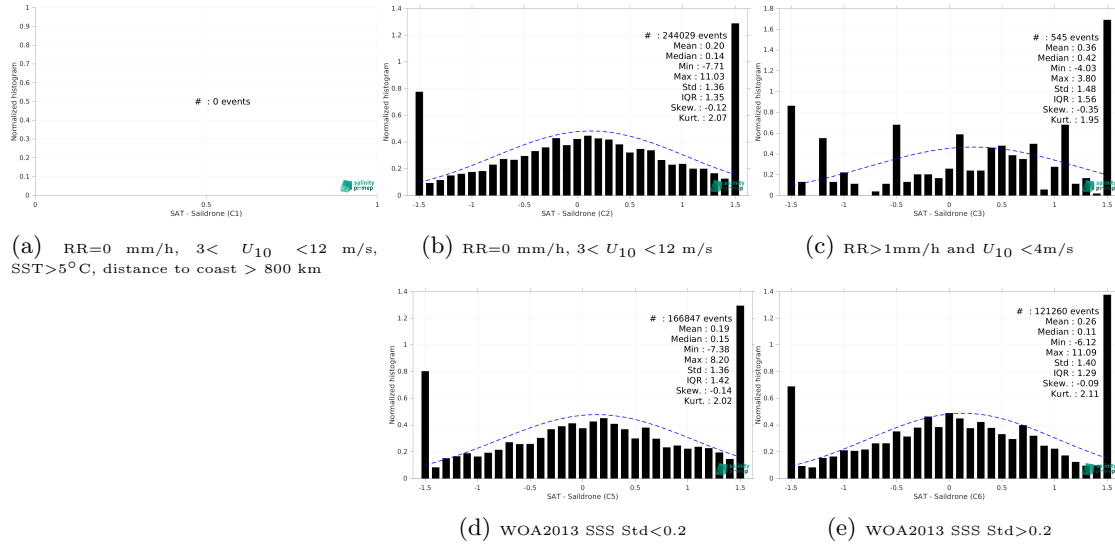 Normalized histogram
1
0.9
0.8
0.7
0.6
0.5
0.4
0.3
0.2
0.1
0
# : 0 events
salinity
pi-mep
0
0.5
1
SAT - Saildrone (C1)
(a) RR=0 mm/h, 3< U10 <12 m/s,
SST>5°C, distance to coast > 800 km
Normalized histogram
1.4
1.2
1
0.8
0.6
0.4
0.2
0
# : 244029 events
Mean : 0.20
Median : 0.14
Min : -7.71
Max : 11.03
Std : 1.36
IQR : 1.35
Skew. : -0.12
Kurt. : 2.07
salinity
pi-mep
-1.5
-1
-0.5
0
0.5
1
1.5
SAT - Saildrone (C2)
(b) RR=0 mm/h, 3< U10 <12 m/s
Normalized histogram
1.8
1.6
1.4
1.2
1
0.8
0.6
0.4
0.2
0
# : 545 events
Mean : 0.36
Median : 0.42
Min : -4.03
Max : 3.80
Std : 1.48
IQR : 1.56
Skew. : -0.35
Kurt. : 1.95
salinity
pi-mep
-1.5
-1
-0.5
0
0.5
1
1.5
SAT - Saildrone (C3)
(c) RR>1mm/h and U10 <4m/s
Normalized histogram
1.4
1.2
1
0.8
0.6
0.4
0.2
0
# : 166847 events
Mean : 0.19
Median : 0.15
Min : -7.38
Max : 8.20
Std : 1.36
IQR : 1.42
Skew. : -0.14
Kurt. : 2.02
salinity
pi-mep
-1.5
-1
-0.5
0
0.5
1
1.5
SAT - Saildrone (C5)
(d) WOA2013 SSS Std<0.2
Normalized histogram
1.4
1.2
1
0.8
0.6
0.4
0.2
0
# : 121260 events
Mean : 0.26
Median : 0.11
Min : -6.12
Max : 11.09
Std : 1.40
IQR : 1.29
Skew. : -0.09
Kurt. : 2.11
salinity
pi-mep
-1.5
-1
-0.5
0
0.5
1
1.5
SAT - Saildrone (C6)
(e) WOA2013 SSS Std>0.2